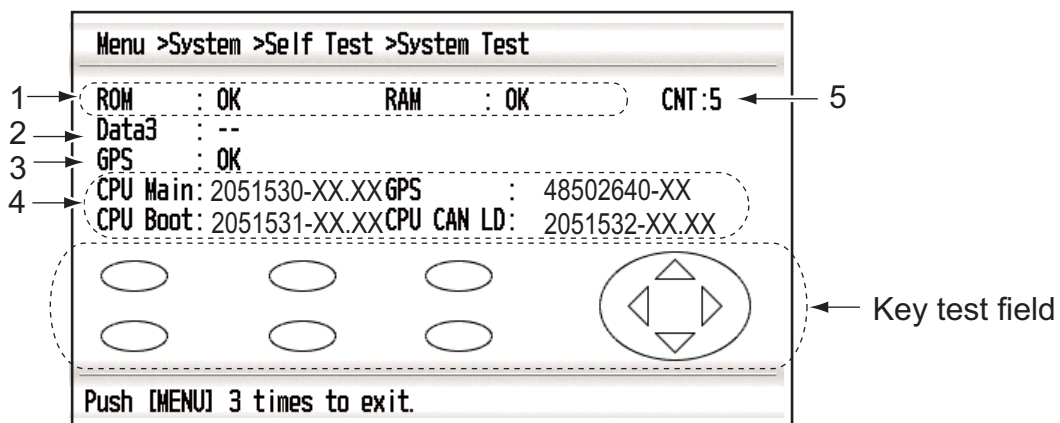 Menu >System >Self Test >System Test
1 ROM : OK RAM : OK CNT:5 5
2 Data3 : --
3 GPS : OK
4 CPU Main: 2051530-XX.XX GPS : 48502640-XX
CPU Boot: 2051531-XX.XX CPU CAN LD: 2051532-XX.XX
Key test field
Push [MENU] 3 times to exit.